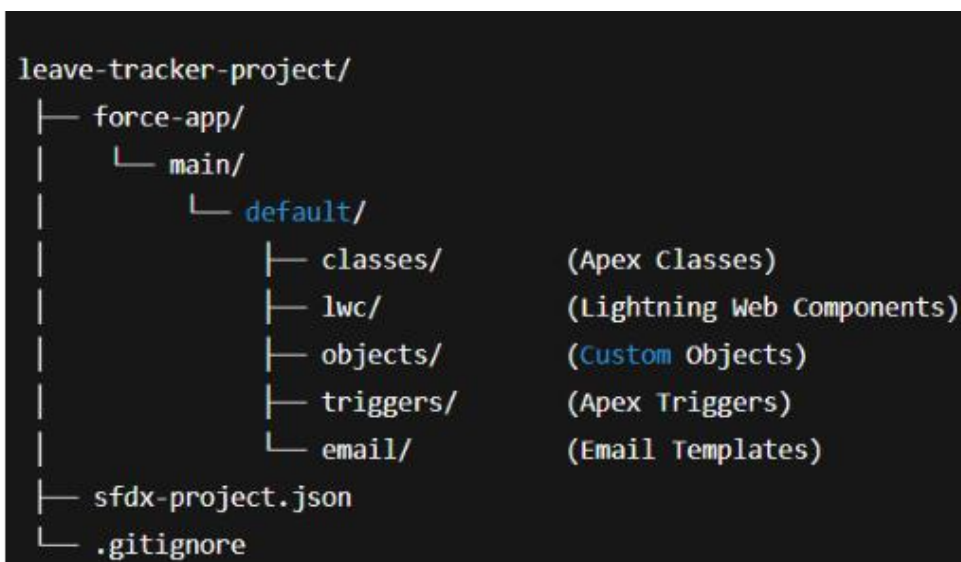 leave-tracker-project/
├── force-app/
│   └── main/
│       └── default/
│           ├── classes/      (Apex Classes)
│           ├── lwc/          (Lightning Web Components)
│           ├── objects/      (Custom Objects)
│           ├── triggers/     (Apex Triggers)
│           └── email/        (Email Templates)
├── sfdx-project.json
└── .gitignore